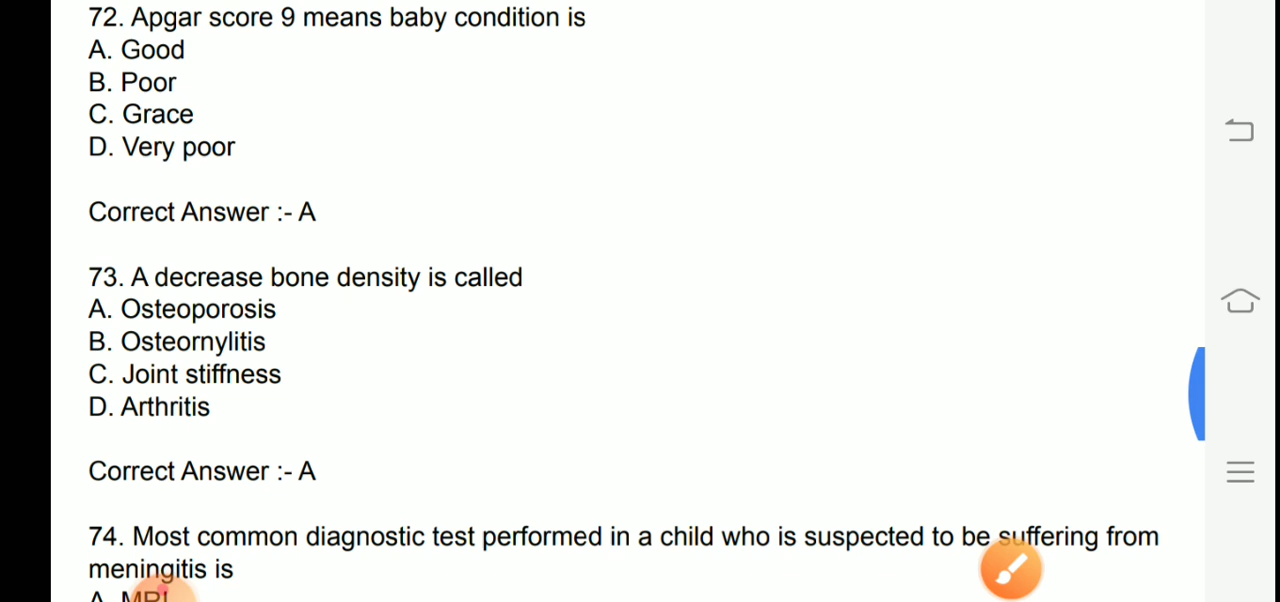 72. Apgar score 9 means baby condition is
A. Good
B. Poor
C. Grace
D. Very poor
Correct Answer :- A
73. A decrease bone density is called
A. Osteoporosis
B. Osteornylitis
C. Joint stiffness
D. Arthritis
Correct Answer :- A
74. Most common diagnostic test performed in a child who is suspected to be suffering from
meningitis is
A. MRI